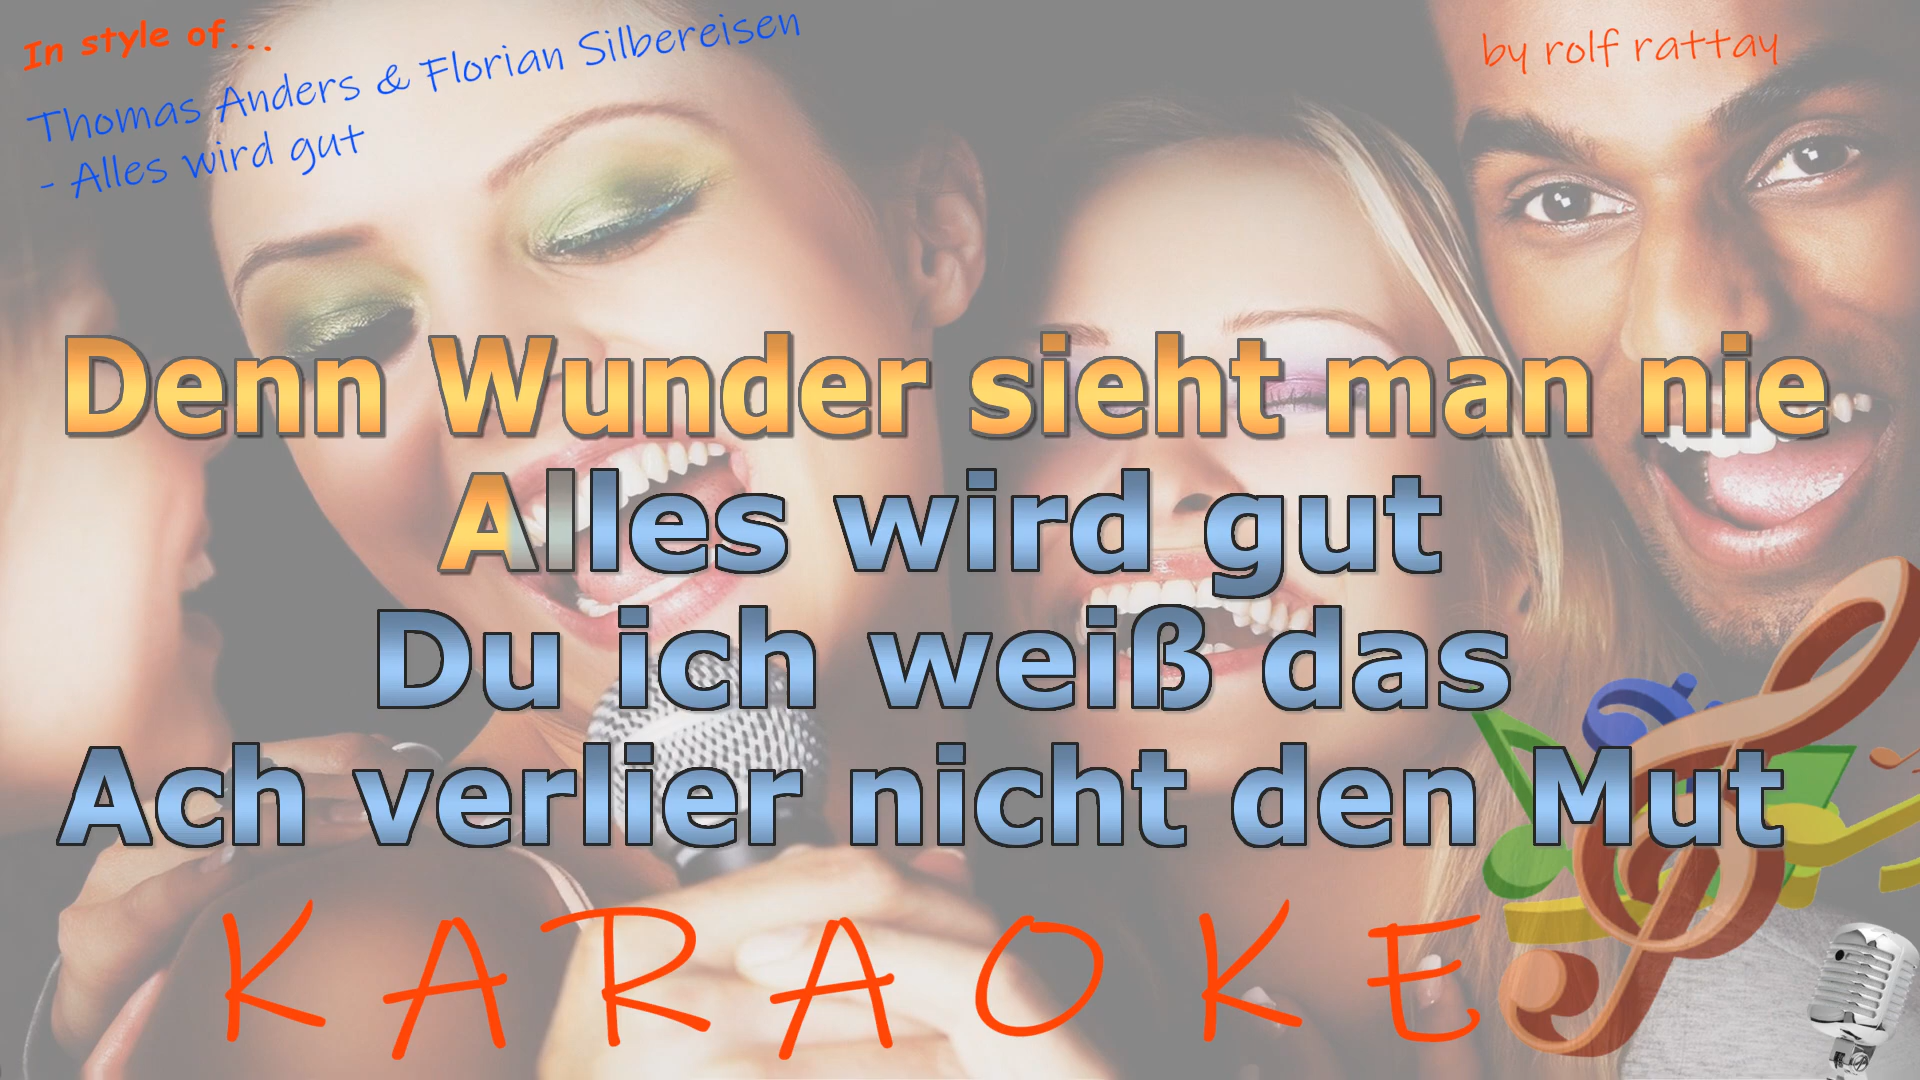 In style of...
Thomas Anders & Florian Silbereisen
- Alles wird gut
by rolf rattay
Denn Wunder sieht man nie
Alles wird gut
Du ich weiß das
Ach verlier nicht den Mut
KARAOKE